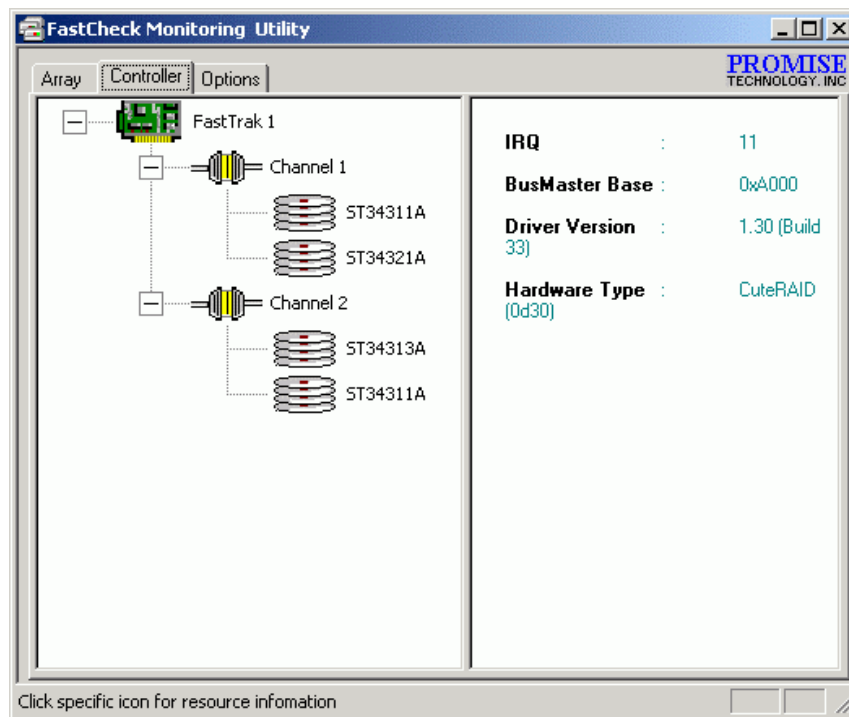 FastCheck Monitoring Utility
PROMISE
TECHNOLOGY, INC
Array Controller Options
FastTrak 1
Channel 1
ST34311A
ST34321A
Channel 2
ST34313A
ST34311A
IRQ : 11
BusMaster Base : 0xA000
Driver Version : 1.30 (Build
33)
Hardware Type : CuteRAID
(0d30)
Click specific icon for resource infomation